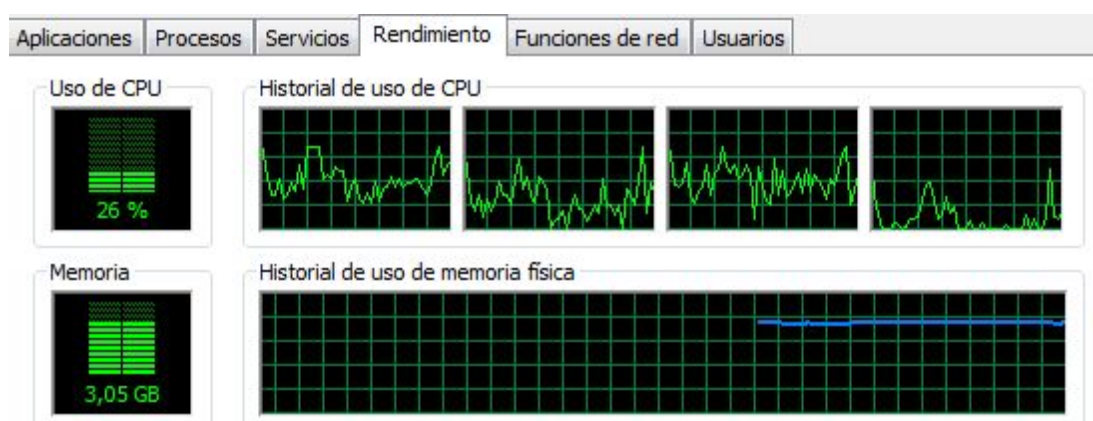 Aplicaciones Procesos Servicios Rendimiento Funciones de red Usuarios
Uso de CPU
Historial de uso de CPU
26 %
Memoria
Historial de uso de memoria física
3,05 GB